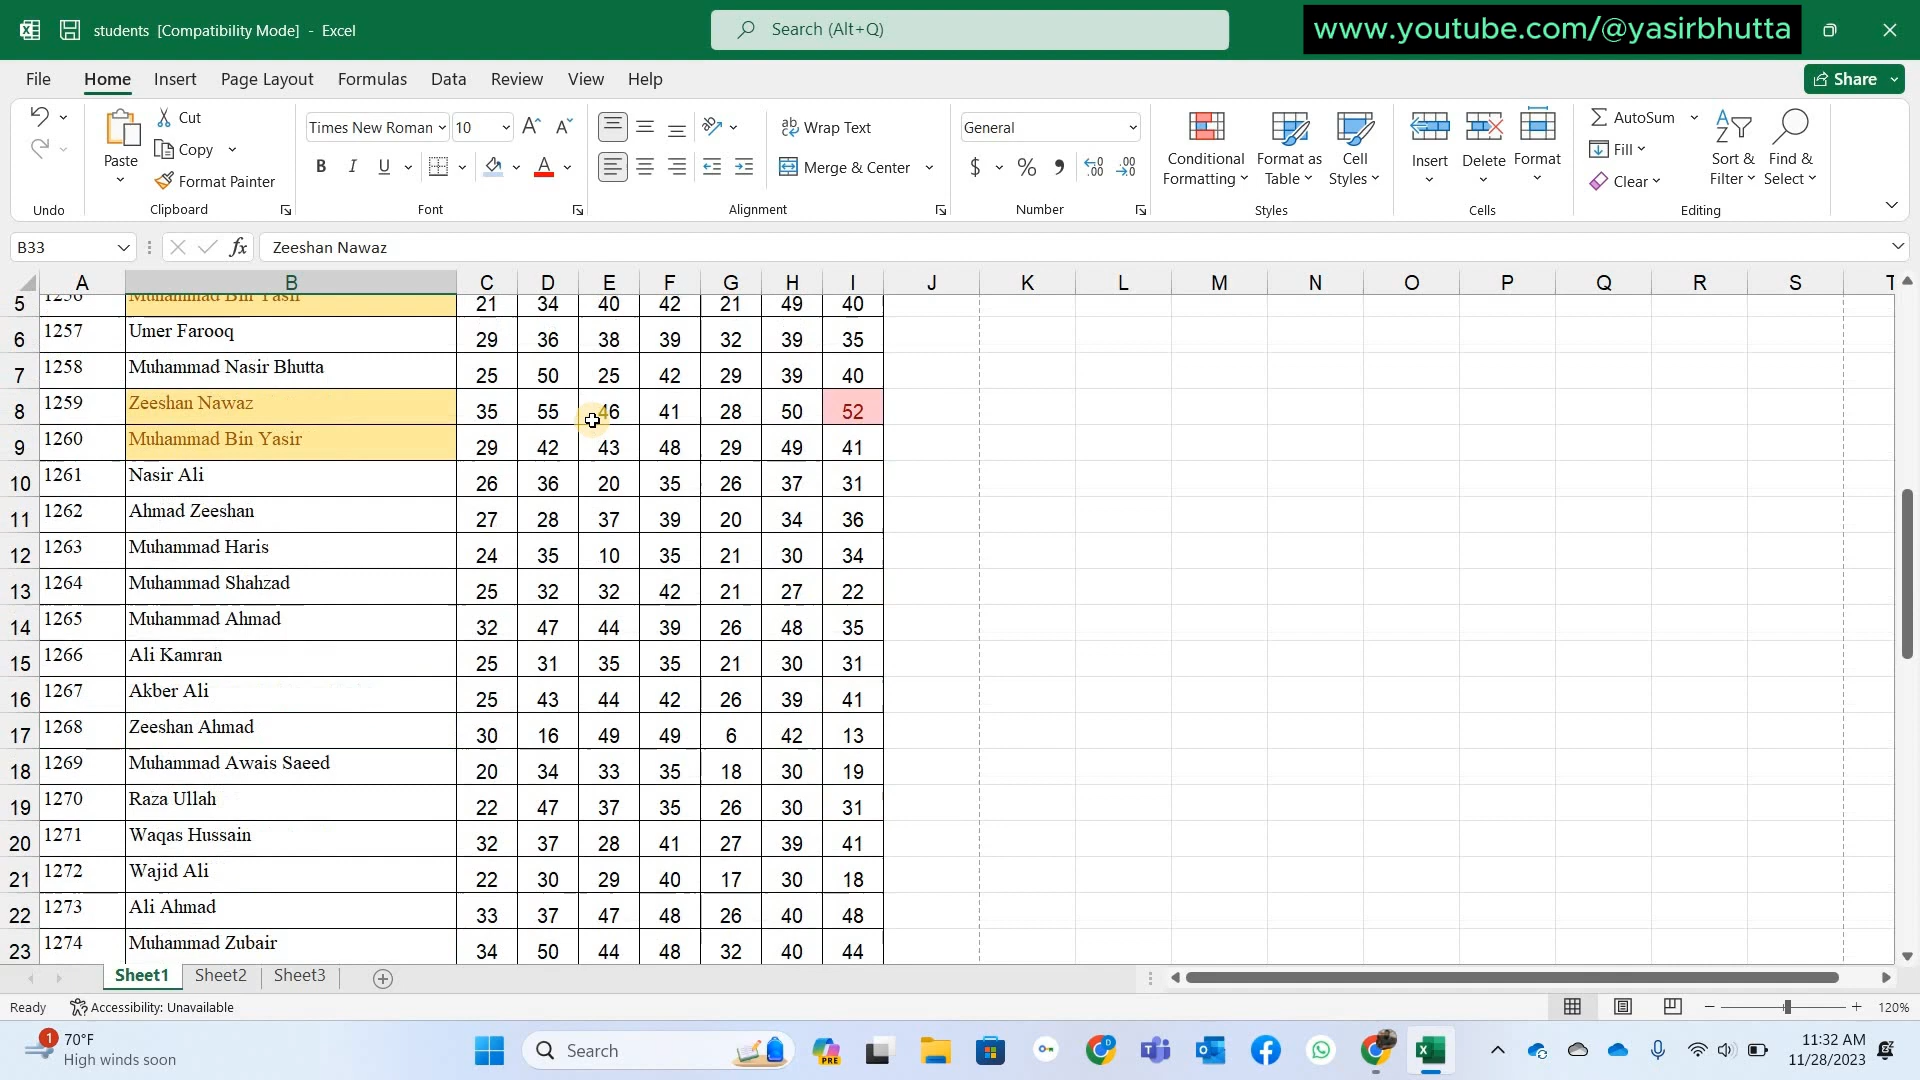 students [Compatibility Mode] - Excel
Search (Alt+Q)
www.youtube.com/@yasirbhutta
File Home Insert Page Layout Formulas Data Review View Help
Share
Paste
Cut
Copy
Format Painter
Times New Roman 10
B I U
Wrap Text
Merge & Center
General
$ % 9
Conditional Formatting
Format as Table
Cell Styles
Insert
Delete
Format
AutoSum
Fill
Clear
Sort & Filter
Find & Select
Undo Clipboard Font Alignment Number Styles Cells Editing
B33 fx Zeeshan Nawaz
A B C D E F G H I J K L M N O P Q R S T
5 1256 Muhammad Bin Yasir 21 34 40 42 21 49 40
6 1257 Umer Farooq 29 36 38 39 32 39 35
7 1258 Muhammad Nasir Bhutta 25 50 25 42 29 39 40
8 1259 Zeeshan Nawaz 35 55 46 41 28 50 52
9 1260 Muhammad Bin Yasir 29 42 43 48 29 49 41
10 1261 Nasir Ali 26 36 20 35 26 37 31
11 1262 Ahmad Zeeshan 27 28 37 39 20 34 36
12 1263 Muhammad Haris 24 35 10 35 21 30 34
13 1264 Muhammad Shahzad 25 32 32 42 21 27 22
14 1265 Muhammad Ahmad 32 47 44 39 26 48 35
15 1266 Ali Kamran 25 31 35 35 21 30 31
16 1267 Akber Ali 25 43 44 42 26 39 41
17 1268 Zeeshan Ahmad 30 16 49 49 6 42 13
18 1269 Muhammad Awais Saeed 20 34 33 35 18 30 19
19 1270 Raza Ullah 22 47 37 35 26 30 31
20 1271 Waqas Hussain 32 37 28 41 27 39 41
21 1272 Wajid Ali 22 30 29 40 17 30 18
22 1273 Ali Ahmad 33 37 47 48 26 40 48
23 1274 Muhammad Zubair 34 50 44 48 32 40 44
Sheet1 Sheet2 Sheet3
Ready Accessibility: Unavailable 120%
1 70°F
High winds soon
Search
PRE
11:32 AM
11/28/2023